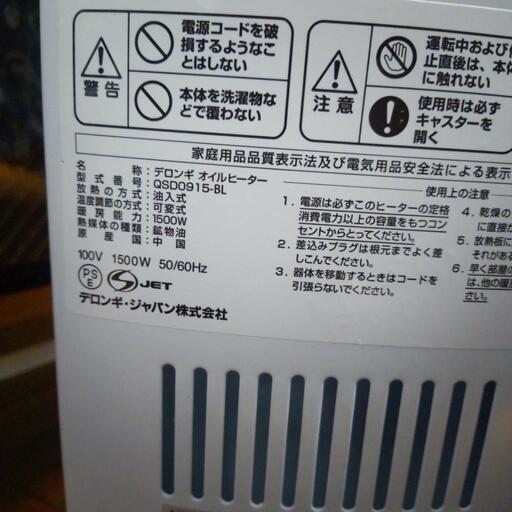 警告
電源コードを破
損するようなこ
とはしない
本体を洗濯物な
どで覆わない
注意
運転中および
止直後は、本体
に触れない
使用時は必ず
キャスターを
開く
家庭用品品質表示法及び電気用品安全法による表示
品名:デロンギ オイルヒーター
型式番号:QSD0915-BL
放熱の方式:油入式
温度調節の方式:可変式
暖房能力:1500W
熱媒体の種類:鉱物油
原産国:中国
100V 1500W 50/60Hz
PSE
S JET
デロンギ・ジャパン株式会社
使用上の注意
1. 電源は必ずこのヒーターの定格
消費電力以上の容量をもつコン
セントからとってください。
2. 差込みプラグは根元までよく差
しこんでください。
3. 器体を移動するときはコードを
引張らないでください。
4. 乾燥の
に直接か
5. 放熱板に
それがある
6. 早く部屋の
は、他の暖房